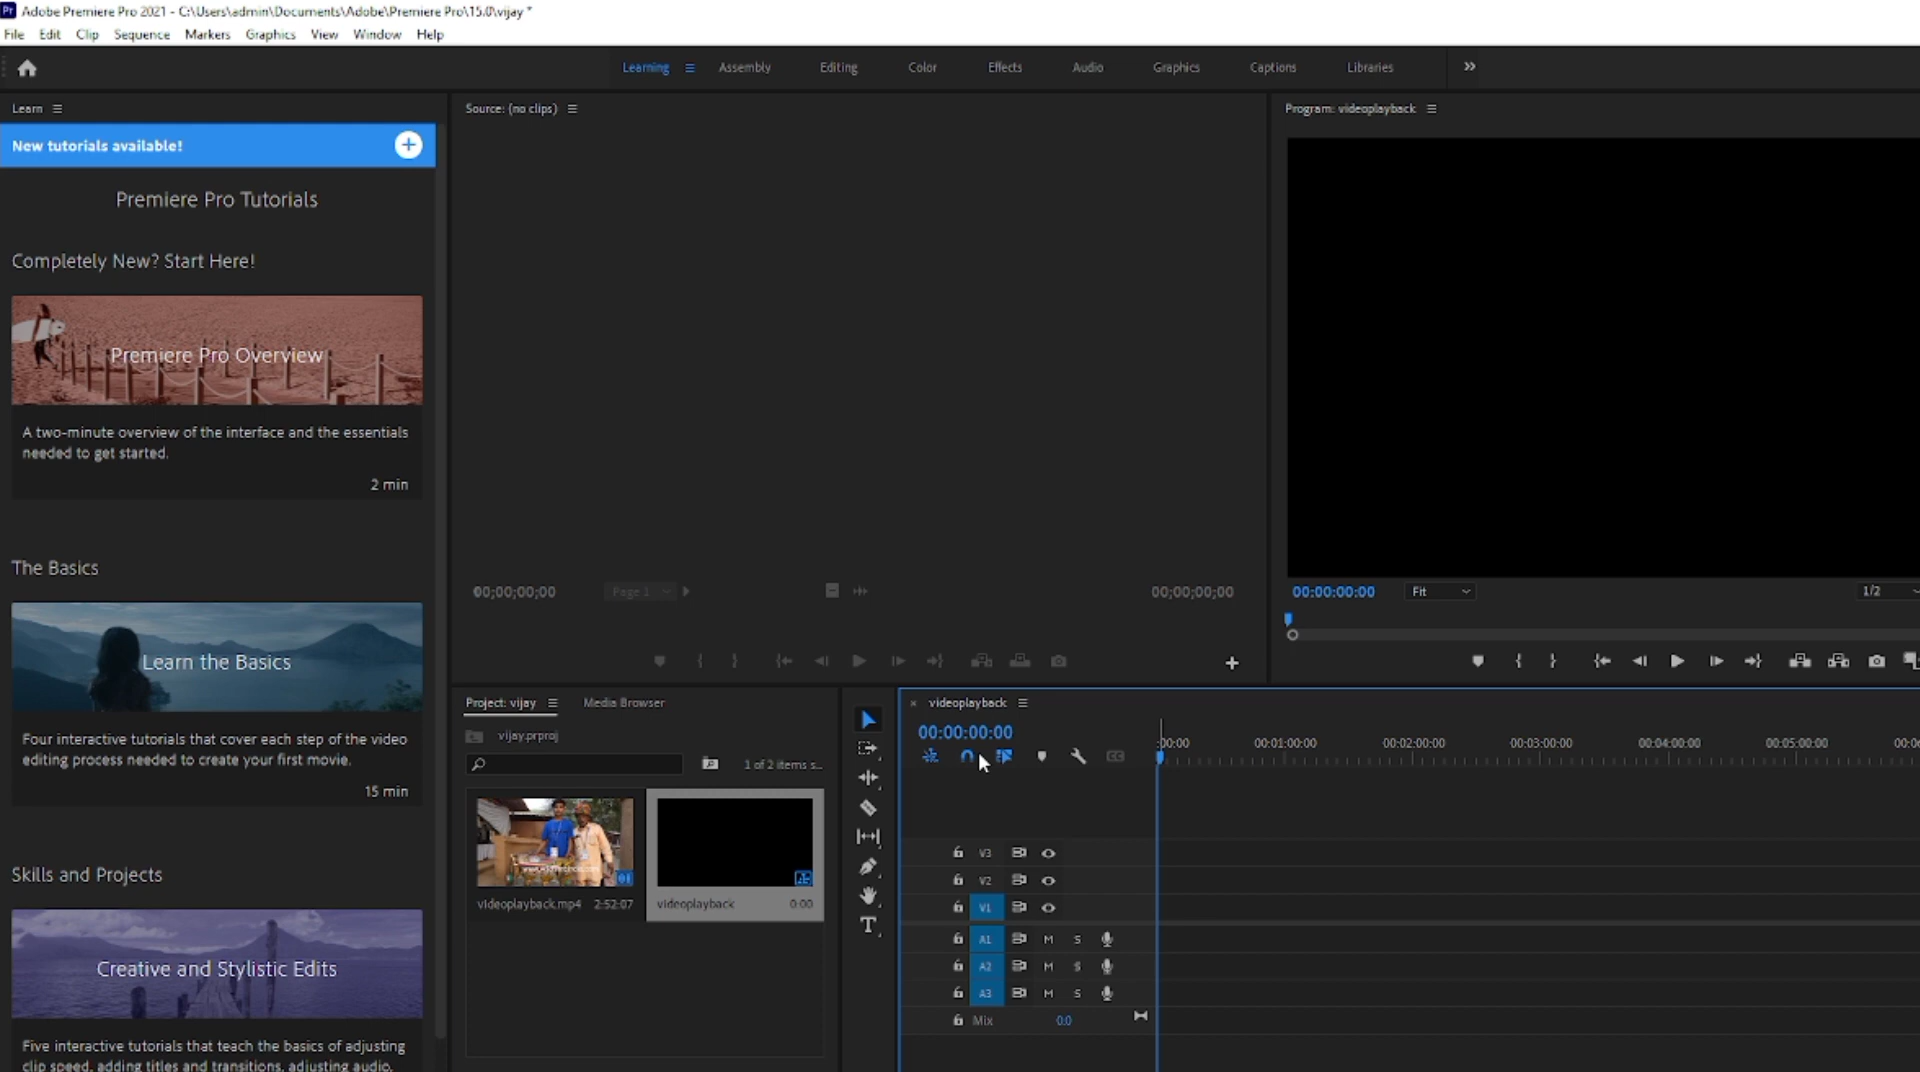 Pr Adobe Premiere Pro 2021 - C:\Users\admin\Documents\Adobe\Premiere Pro\15.0\vijay *
File Edit Clip Sequence Markers Graphics View Window Help
Learning Assembly Editing Color Effects Audio Graphics Captions Libraries
Learn
Source: (no clips)
Program: videoplayback
New tutorials available!
Premiere Pro Tutorials
Completely New? Start Here!
Premiere Pro Overview
A two-minute overview of the interface and the essentials
needed to get started.
2 min
The Basics
Learn the Basics
Four interactive tutorials that cover each step of the video
editing process needed to create your first movie.
15 min
Skills and Projects
Creative and Stylistic Edits
Five interactive tutorials that teach the basics of adjusting
clip speed, adding titles and transitions, adjusting audio,
00;00;00;00 Page 1 00;00;00;00
00:00:00:00 Fit 1/2
Project: vijay Media Browser
vijay.prproj
1 of 2 items s...
videoplayback.mp4 2:52:07
videoplayback 0:00
videoplayback
00:00:00:00
:00:00 00:01:00:00 00:02:00:00 00:03:00:00 00:04:00:00 00:05:00:00 00:0
V3
V2
V1
A1 M S
A2 M S
A3 M S
Mix 0.0